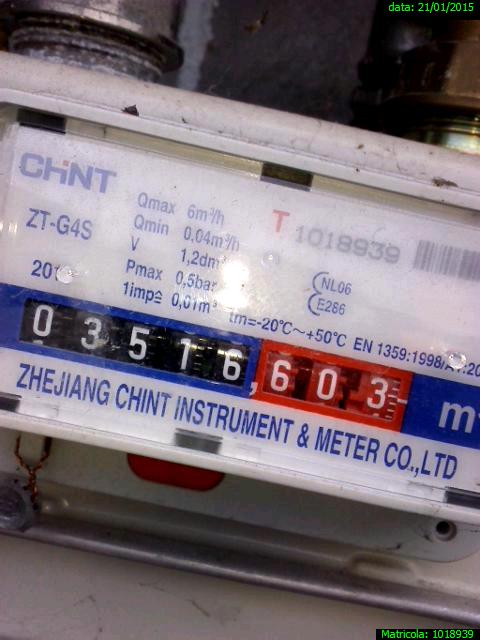 data: 21/01/2015
CHiNT
ZT-G4S
Qmax 6m³/h
Qmin 0,04m³/h
V 1,2dm³
Pmax 0,5bar
1imp≙ 0,01m³
T 1018939
NL06
E266
tm=-20°C～+50°C EN 1359:1998/
03516,603
m
ZHEJIANG CHINT INSTRUMENT & METER CO.,LTD
Matricola: 1018939